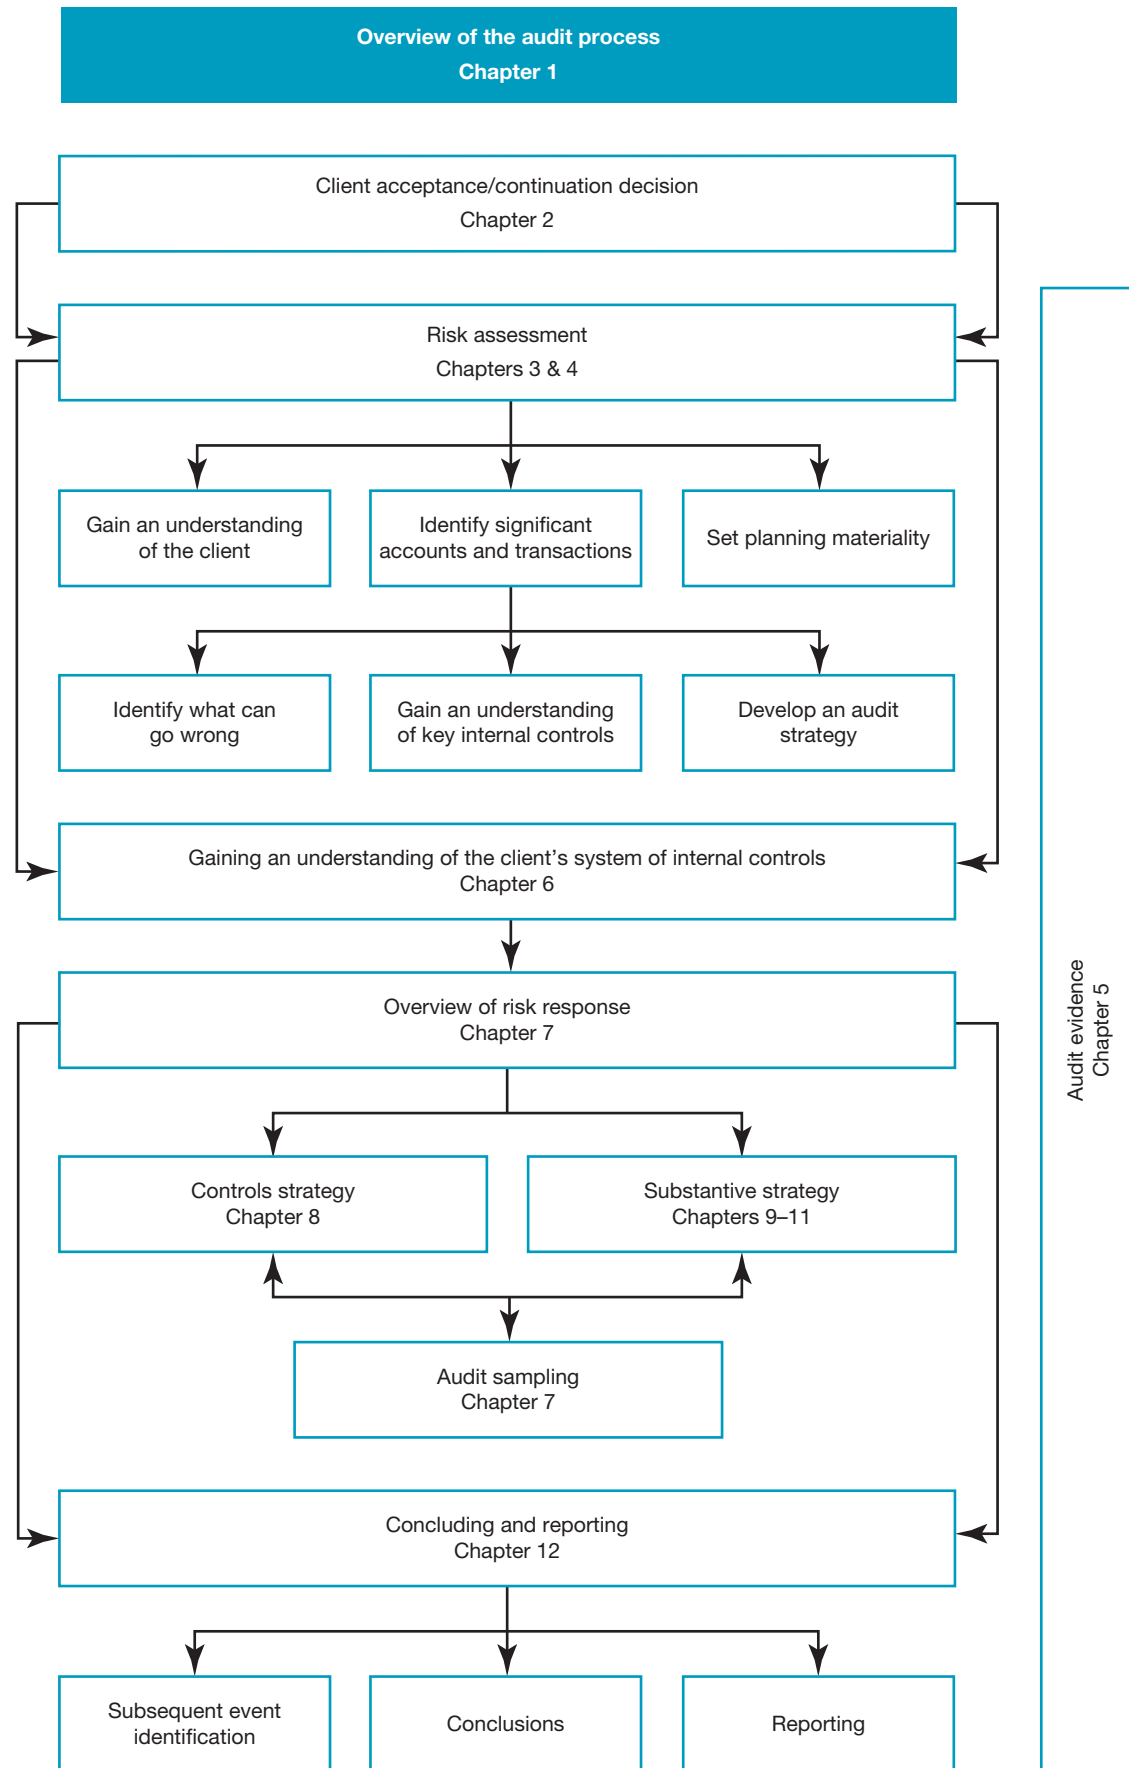 Overview of the audit process
Chapter 1
Client acceptance/continuation decision
Chapter 2
Risk assessment
Chapters 3 & 4
Gain an understanding
of the client
Identify significant
accounts and transactions
Set planning materiality
Identify what can
go wrong
Gain an understanding
of key internal controls
Develop an audit
strategy
Gaining an understanding of the client’s system of internal controls
Chapter 6
Overview of risk response
Chapter 7
Controls strategy
Chapter 8
Substantive strategy
Chapters 9–11
Audit sampling
Chapter 7
Concluding and reporting
Chapter 12
Subsequent event
identification
Conclusions
Reporting
Audit evidence
Chapter 5